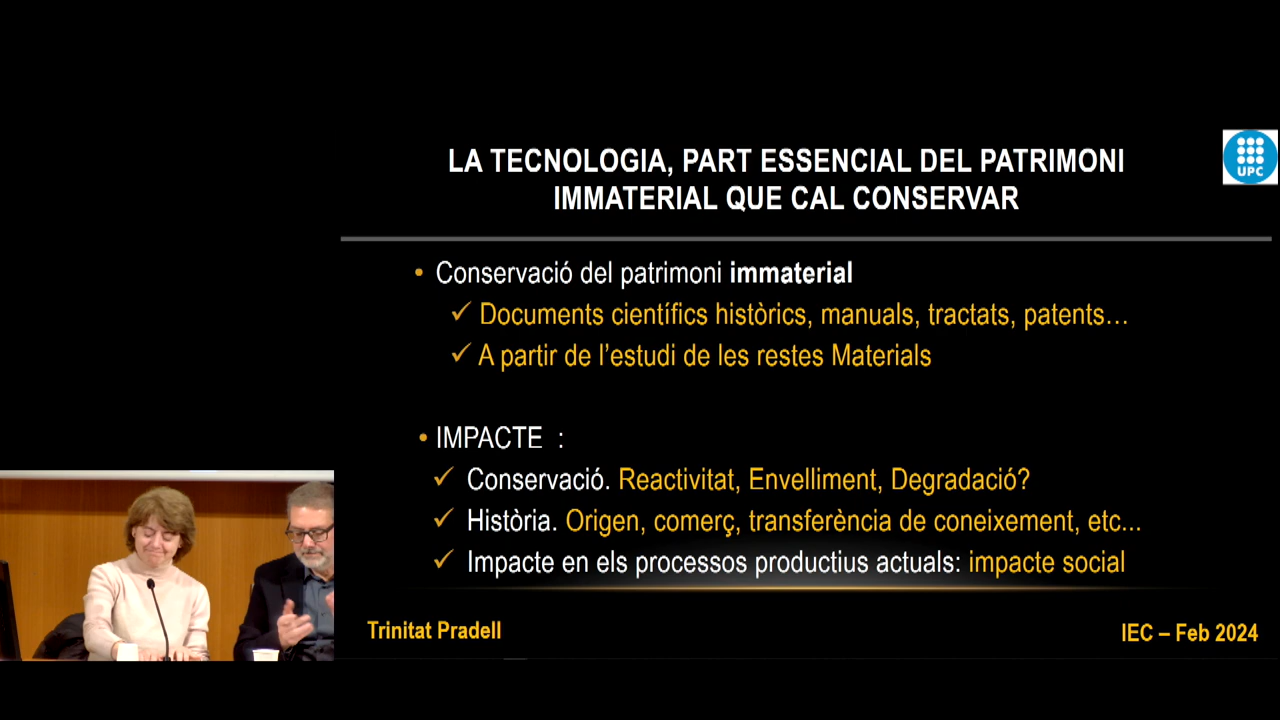 LA TECNOLOGIA, PART ESSENCIAL DEL PATRIMONI
IMMATERIAL QUE CAL CONSERVAR
UPC
• Conservació del patrimoni immaterial
✓ Documents científics històrics, manuals, tractats, patents…
✓ A partir de l’estudi de les restes Materials
• IMPACTE :
✓ Conservació. Reactivitat, Envelliment, Degradació?
✓ Història. Origen, comerç, transferència de coneixement, etc...
✓ Impacte en els processos productius actuals: impacte social
Trinitat Pradell
IEC – Feb 2024